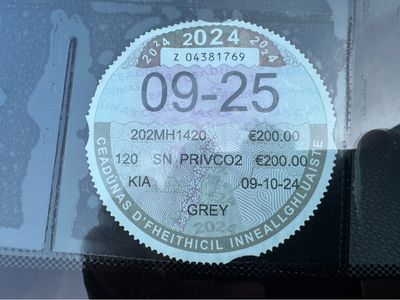 2024 2024 2024
Z 04381769
09-25
202MH1420 €200.00
120 SN PRIVCO2 €200.00
KIA 09-10-24
GREY
2024
CEADÚNAS D'FHEITHICIL INNEALLGHLUAISTE